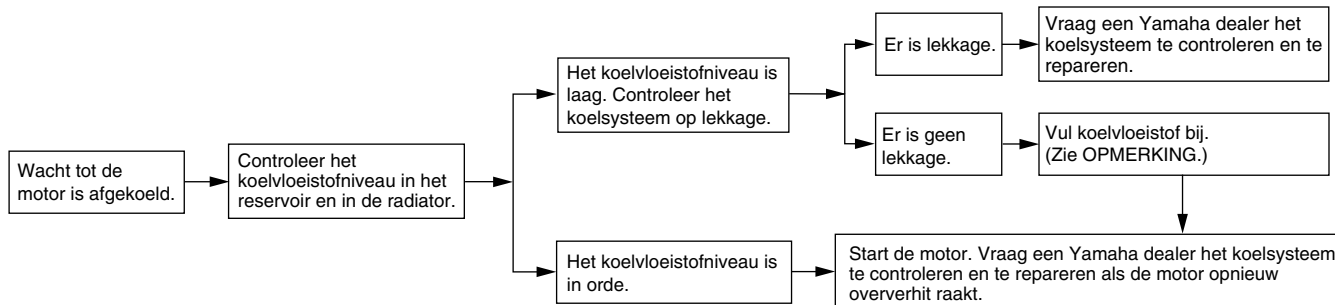 Wacht tot de
motor is afgekoeld.
Controleer het
koelvloeistofniveau in het
reservoir en in de radiator.
Het koelvloeistofniveau is
laag. Controleer het
koelsysteem op lekkage.
Er is lekkage.
Vraag een Yamaha dealer het
koelsysteem te controleren en te
repareren.
Er is geen
lekkage.
Vul koelvloeistof bij.
(Zie OPMERKING.)
Het koelvloeistofniveau is
in orde.
Start de motor. Vraag een Yamaha dealer het koelsysteem
te controleren en te repareren als de motor opnieuw
oververhit raakt.